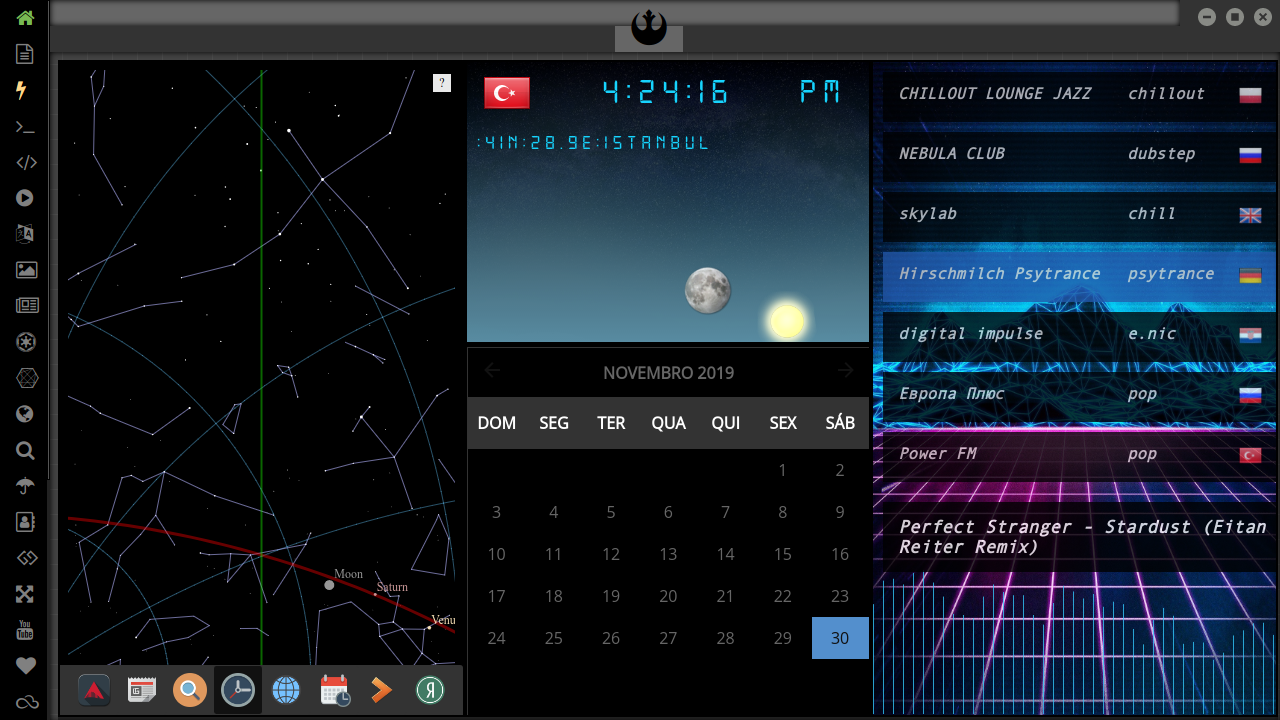 ?
Moon
Saturn
Venu
4:24:16 PM
:41N:28.9E:ISTANBUL
NOVEMBRO 2019
DOM SEG TER QUA QUI SEX SÁB
1 2
3 4 5 6 7 8 9
10 11 12 13 14 15 16
17 18 19 20 21 22 23
24 25 26 27 28 29 30
CHILLOUT LOUNGE JAZZ chillout
NEBULA CLUB dubstep
skylab chill
Hirschmilch Psytrance psytrance
digital impulse e.nic
Европа Плюс pop
Power FM pop
Perfect Stranger - Stardust (Eitan
Reiter Remix)
You
Tube
Я